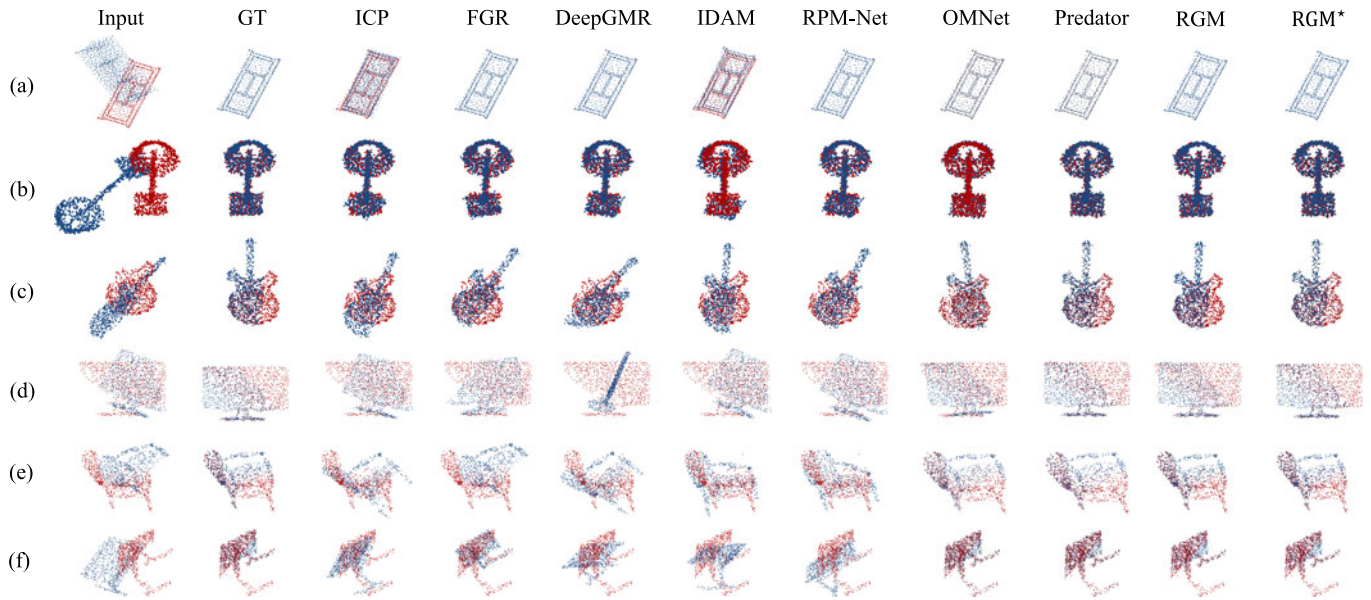 Input GT ICP FGR DeepGMR IDAM RPM-Net OMNet Predator RGM RGM★
(a)
(b)
(c)
(d)
(e)
(f)